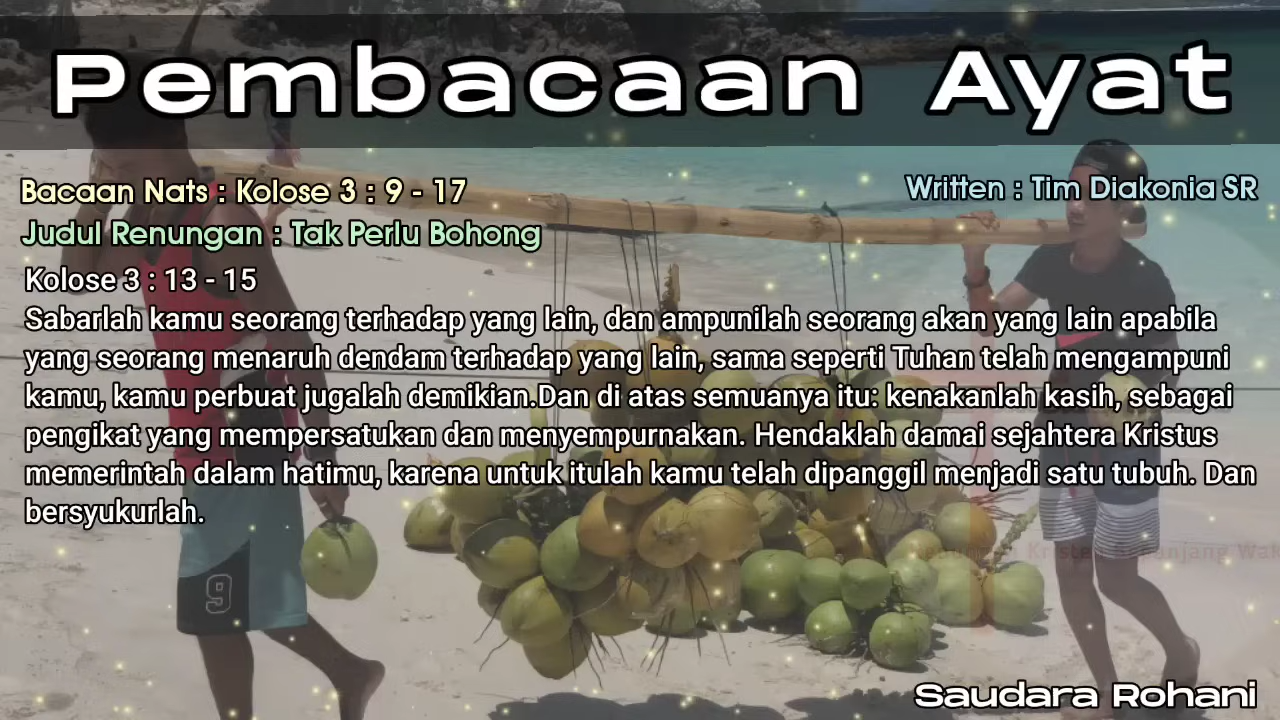 Pembacaan Ayat
Bacaan Nats : Kolose 3 : 9 - 17
Written : Tim Diakonia SR
Judul Renungan : Tak Perlu Bohong
Kolose 3 : 13 - 15
Sabarlah kamu seorang terhadap yang lain, dan ampunilah seorang akan yang lain apabila
yang seorang menaruh dendam terhadap yang lain, sama seperti Tuhan telah mengampuni
kamu, kamu perbuat jugalah demikian.Dan di atas semuanya itu: kenakanlah kasih, sebagai
pengikat yang mempersatukan dan menyempurnakan. Hendaklah damai sejahtera Kristus
memerintah dalam hatimu, karena untuk itulah kamu telah dipanggil menjadi satu tubuh. Dan
bersyukurlah.
9
Kristen Sepanjang Wak
Saudara Rohani